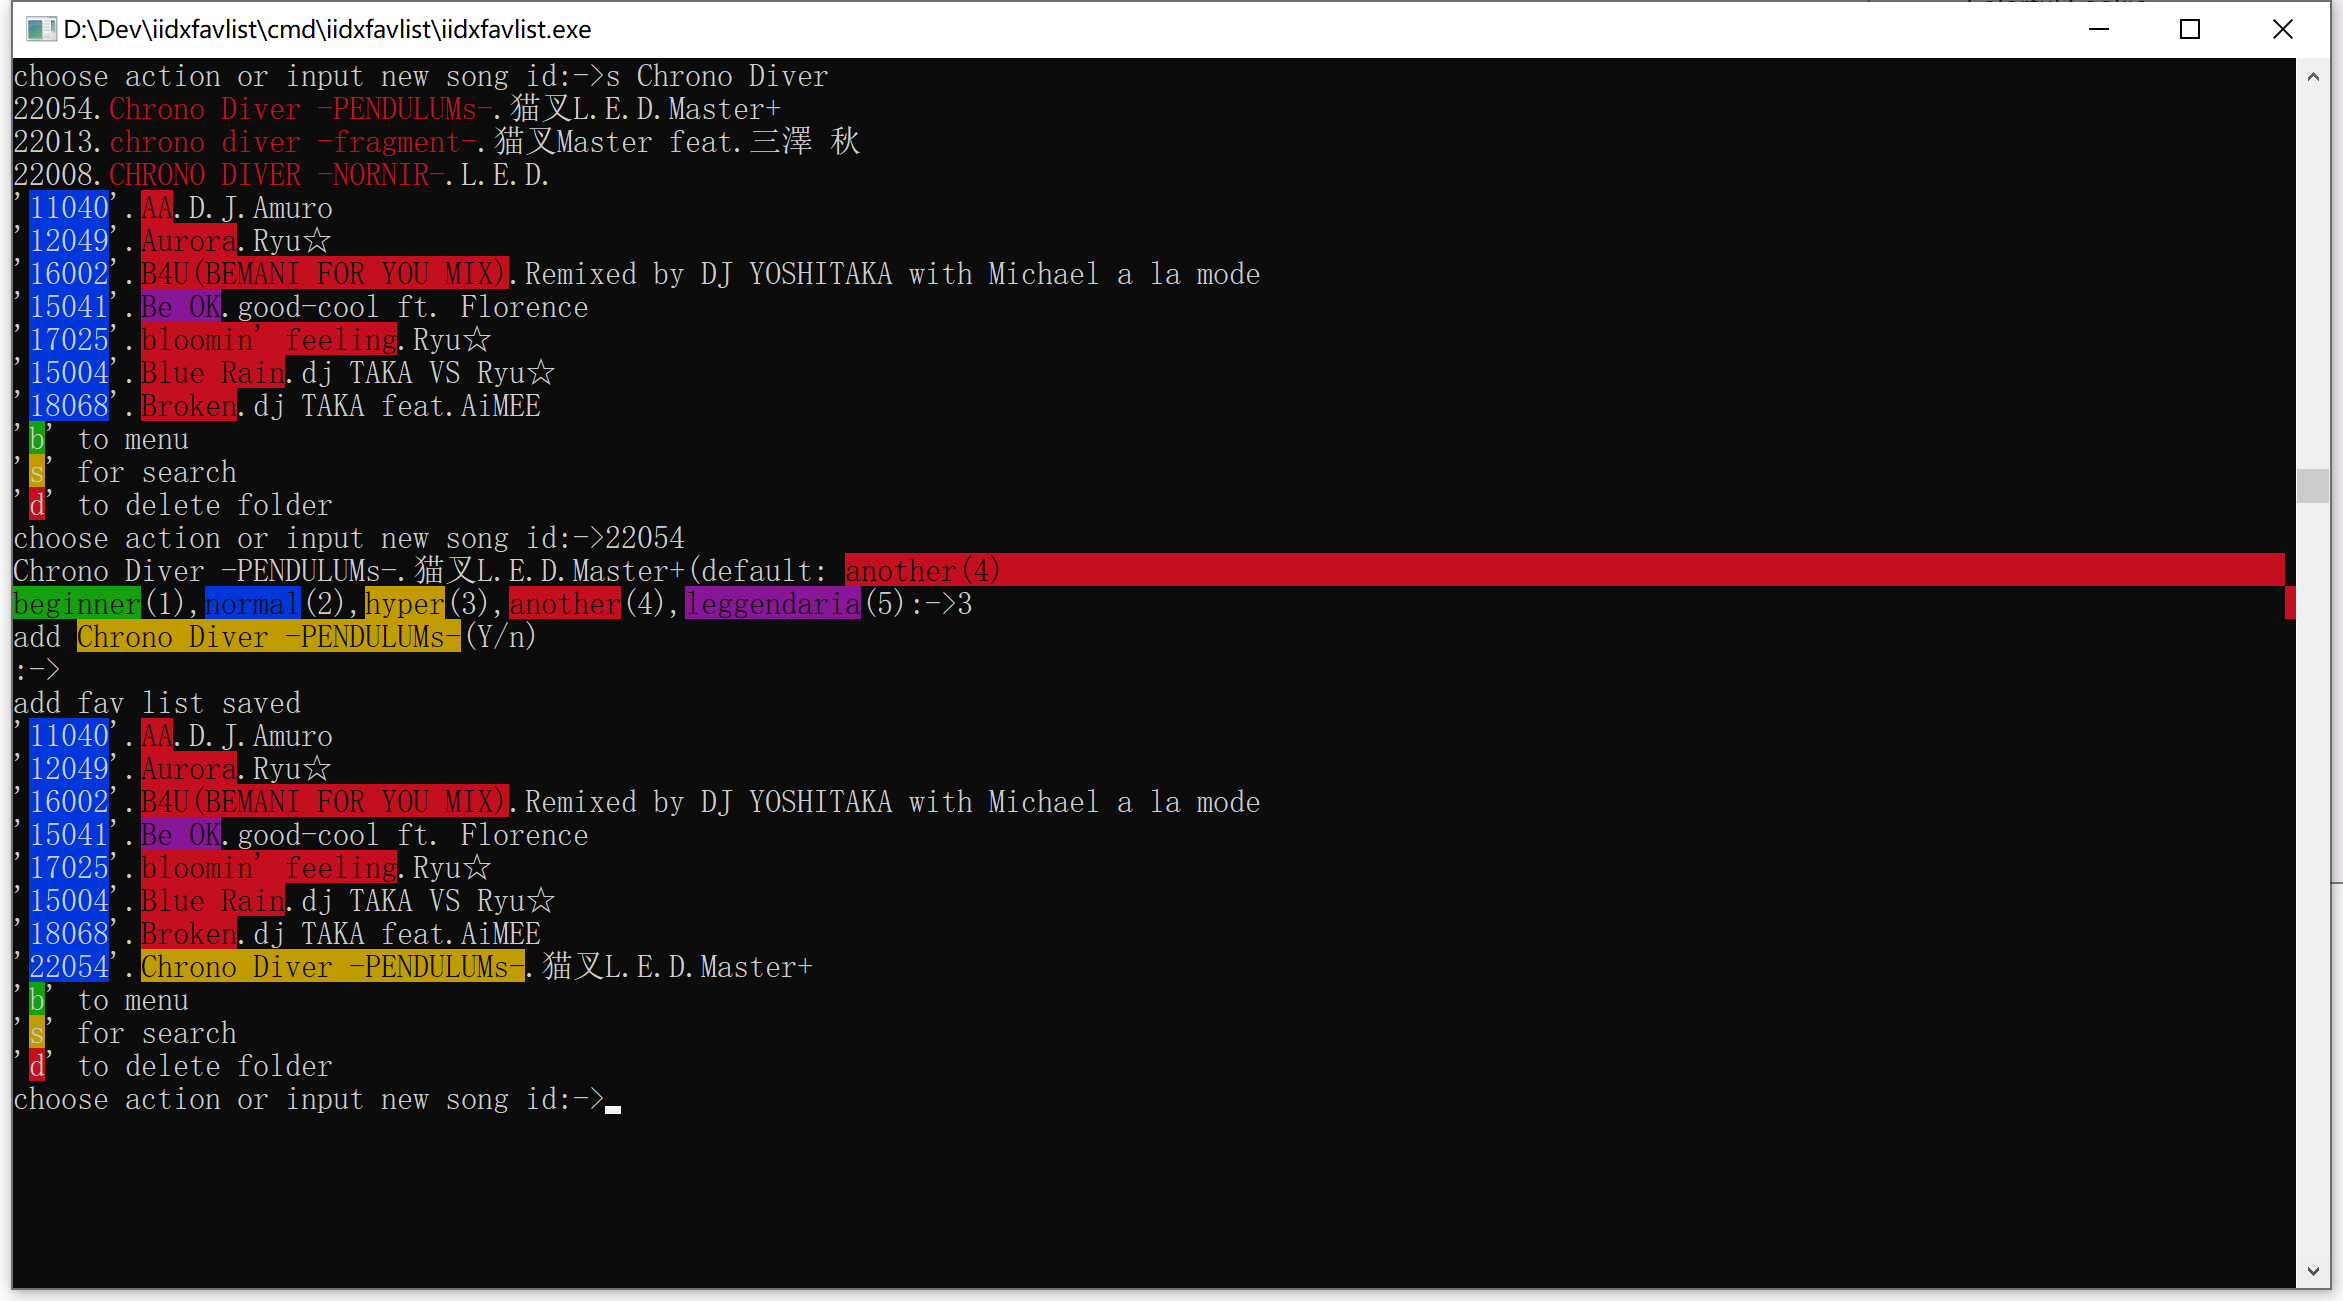 D:\Dev\iidxfavlist\cmd\iidxfavlist\iidxfavlist.exe
choose action or input new song id:->s Chrono Diver
22054.Chrono Diver -PENDULUMs-.猫叉L.E.D.Master+
22013.chrono diver -fragment-.猫叉Master feat.三澤 秋
22008.CHRONO DIVER -NORNIR-.L.E.D.
'11040'.AA.D.J.Amuro
'12049'.Aurora.Ryu☆
'16002'.B4U(BEMANI FOR YOU MIX).Remixed by DJ YOSHITAKA with Michael a la mode
'15041'.Be OK.good-cool ft. Florence
'17025'.bloomin' feeling.Ryu☆
'15004'.Blue Rain.dj TAKA VS Ryu☆
'18068'.Broken.dj TAKA feat.AiMEE
'b' to menu
's' for search
'd' to delete folder
choose action or input new song id:->22054
Chrono Diver -PENDULUMs-.猫叉L.E.D.Master+(default: another(4)
beginner(1),normal(2),hyper(3),another(4),leggendaria(5):->3
add Chrono Diver -PENDULUMs-(Y/n)
:->
add fav list saved
'11040'.AA.D.J.Amuro
'12049'.Aurora.Ryu☆
'16002'.B4U(BEMANI FOR YOU MIX).Remixed by DJ YOSHITAKA with Michael a la mode
'15041'.Be OK.good-cool ft. Florence
'17025'.bloomin' feeling.Ryu☆
'15004'.Blue Rain.dj TAKA VS Ryu☆
'18068'.Broken.dj TAKA feat.AiMEE
'22054'.Chrono Diver -PENDULUMs-.猫叉L.E.D.Master+
'b' to menu
's' for search
'd' to delete folder
choose action or input new song id:->